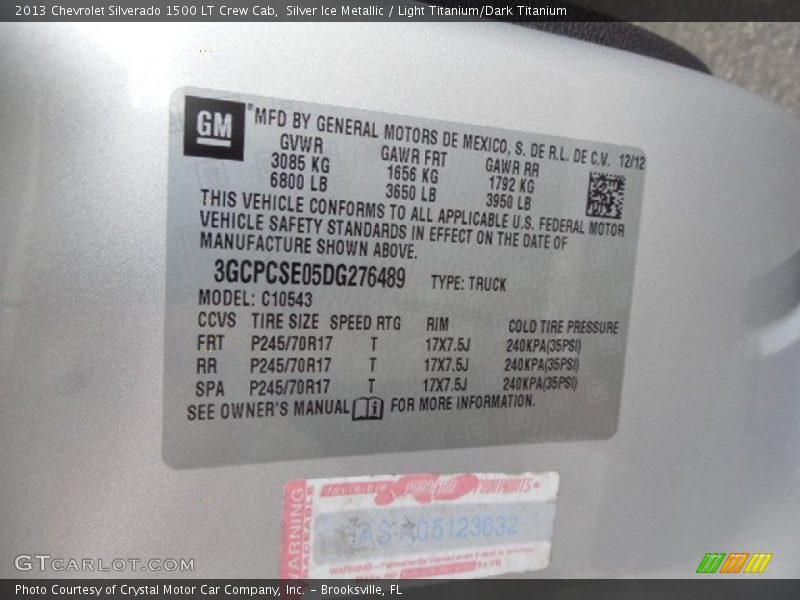 2013 Chevrolet Silverado 1500 LT Crew Cab, Silver Ice Metallic / Light Titanium/Dark Titanium
GM
MFD BY GENERAL MOTORS DE MEXICO, S. DE R.L. DE C.V. 12/12
GVWR GAWR FRT GAWR RR
3085 KG 1656 KG 1792 KG
6800 LB 3650 LB 3950 LB
THIS VEHICLE CONFORMS TO ALL APPLICABLE U.S. FEDERAL MOTOR
VEHICLE SAFETY STANDARDS IN EFFECT ON THE DATE OF
MANUFACTURE SHOWN ABOVE.
3GCPCSE05DG276489 TYPE: TRUCK
MODEL: C10543
CCVS TIRE SIZE SPEED RTG RIM COLD TIRE PRESSURE
FRT P245/70R17 T 17X7.5J 240KPA(35PSI)
RR P245/70R17 T 17X7.5J 240KPA(35PSI)
SPA P245/70R17 T 17X7.5J 240KPA(35PSI)
SEE OWNER'S MANUAL FOR MORE INFORMATION.
WARNING
Invisible PHANTOM FOOTPRINTS
05123632
WARNING
GTCARLOT.COM
Photo Courtesy of Crystal Motor Car Company, Inc. - Brooksville, FL